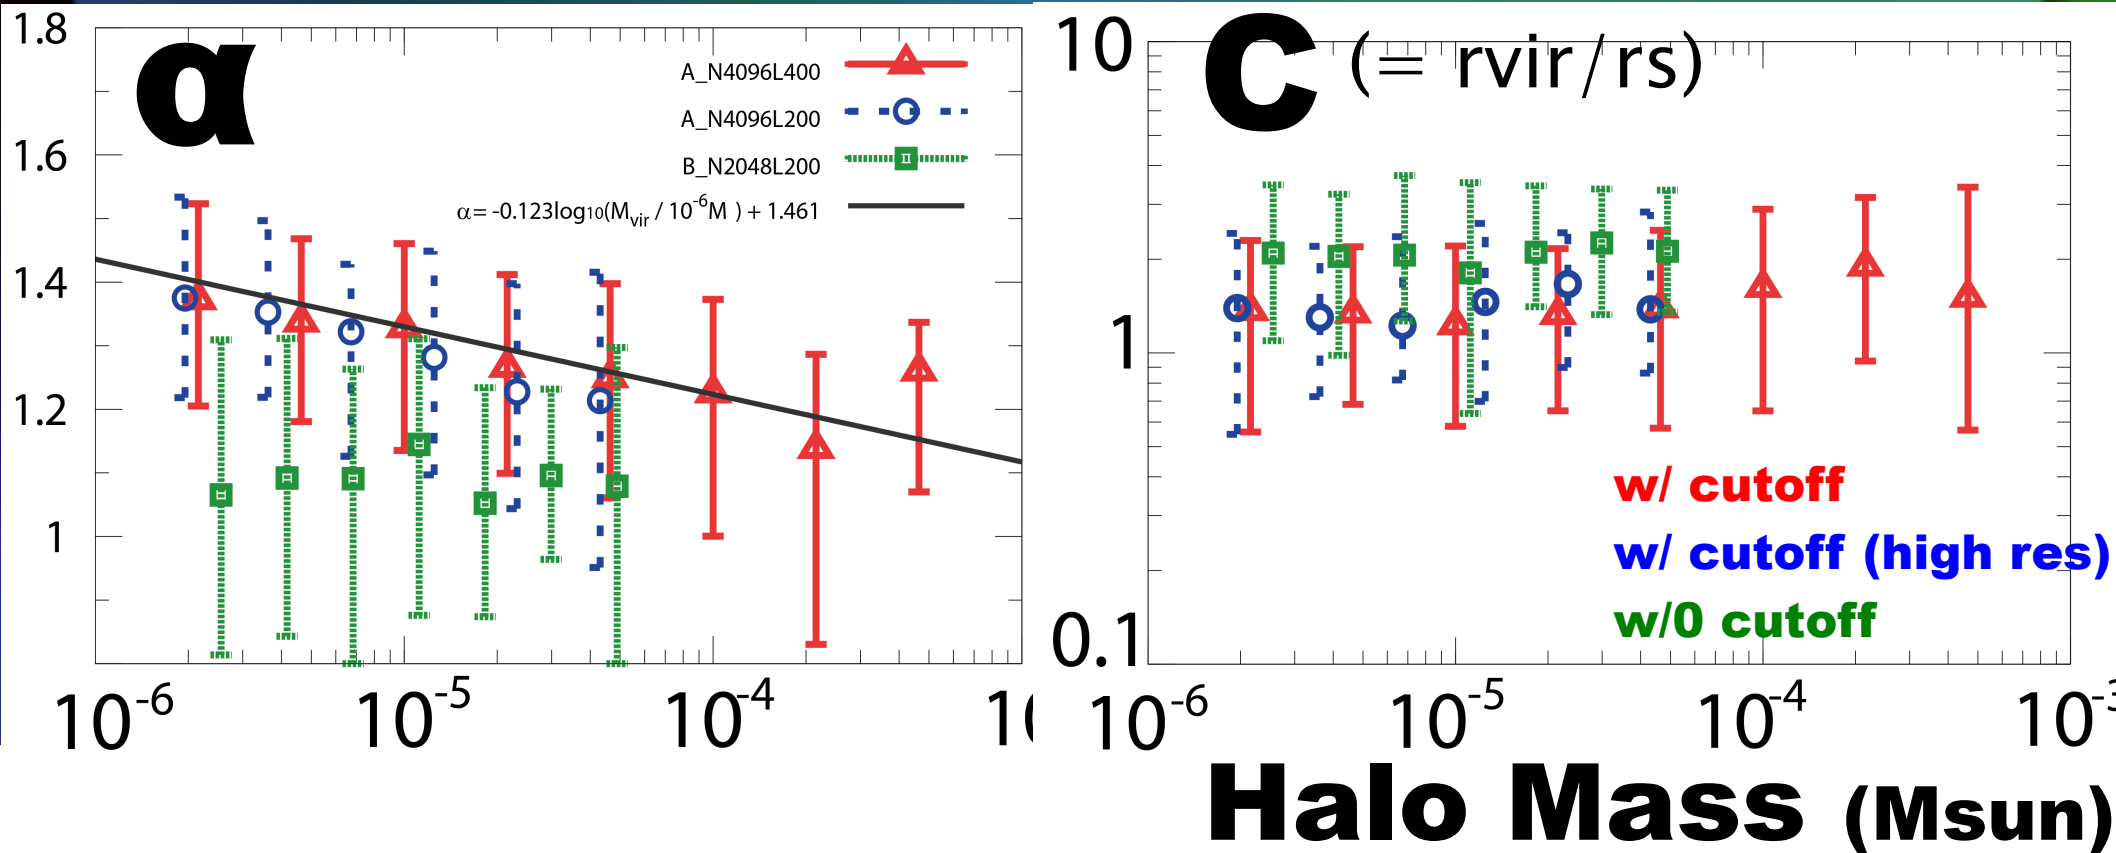 α
1.8
1.6
1.4
1.2
1
A_N4096L400
A_N4096L200
B_N2048L200
α= -0.123log10(Mvir / 10-6M ) + 1.461
10-6
10-5
10-4
10
C (= rvir/rs)
10
1
0.1
w/ cutoff
w/ cutoff (high res)
w/0 cutoff
10-6
10-5
10-4
10-3
Halo Mass (Msun)